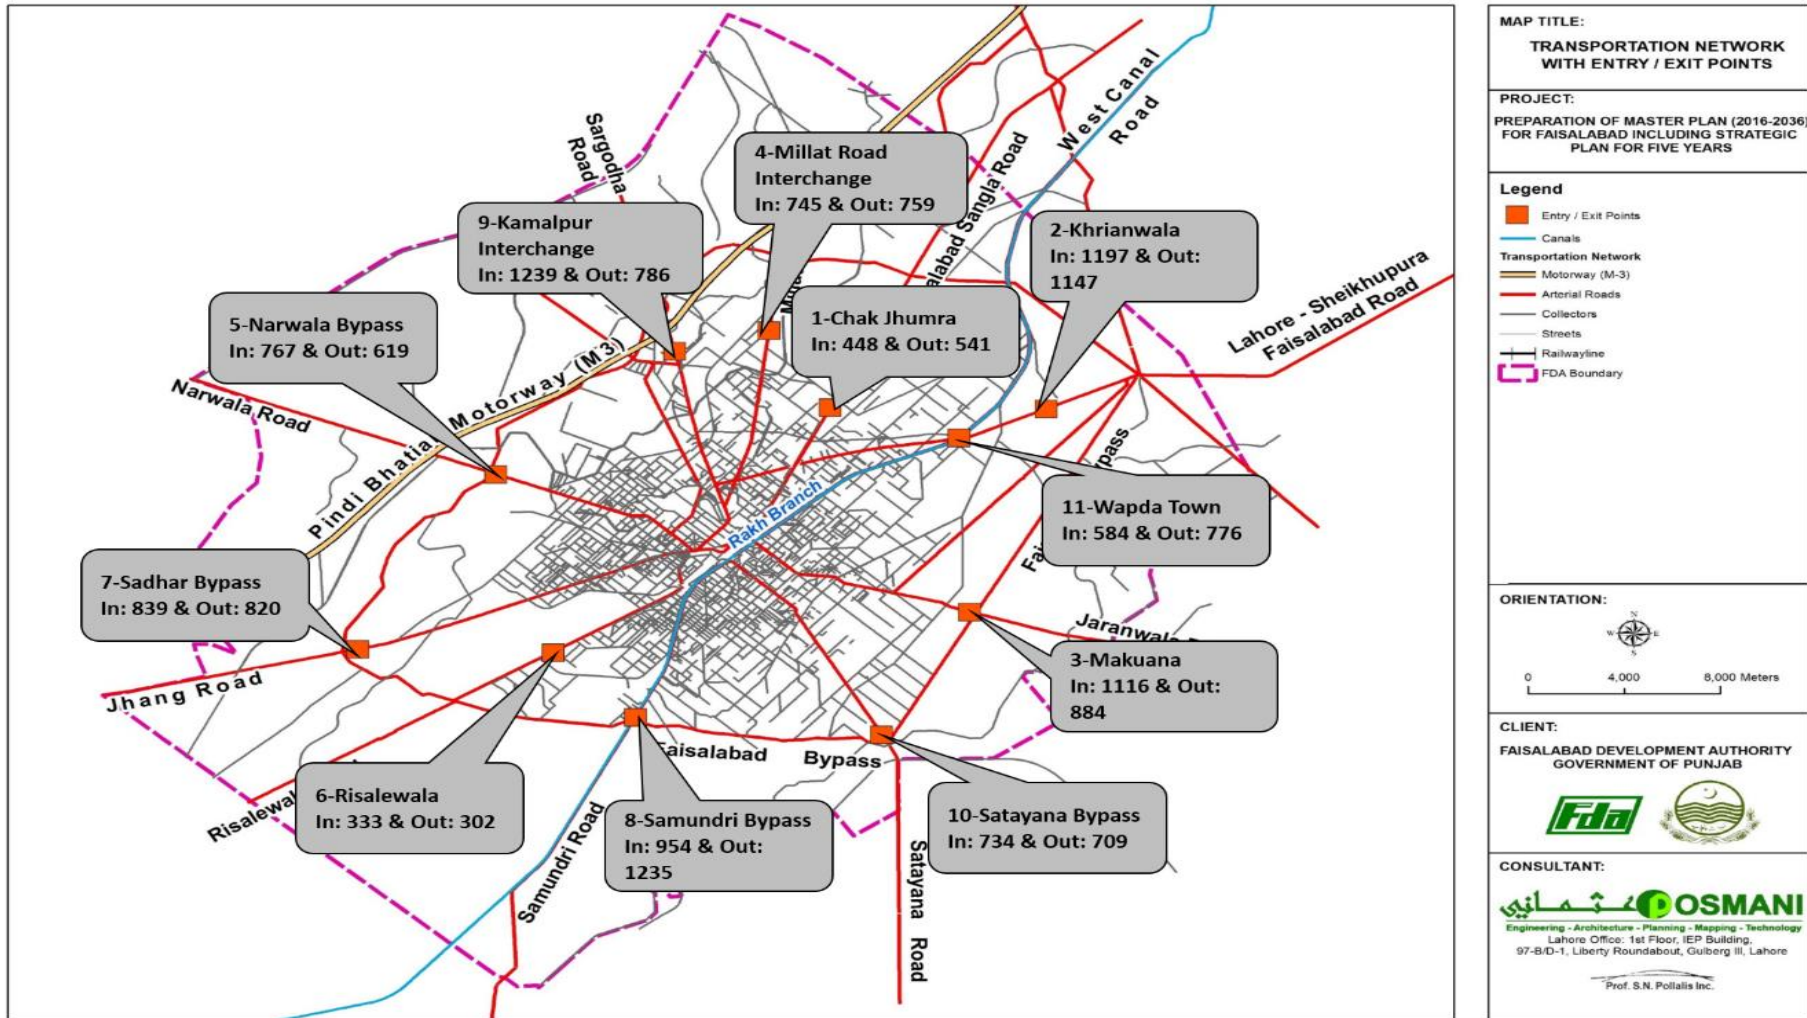 Sargodha
Road
4-Millat Road
Interchange
In: 745 & Out: 759
West Canal
Road
9-Kamalpur
Interchange
In: 1239 & Out: 786
2-Khrianwala
In: 1197 & Out:
1147
Sangla Road
Lahore - Sheikhupura
Faisalabad Road
5-Narwala Bypass
In: 767 & Out: 619
1-Chak Jhumra
In: 448 & Out: 541
Narwala Road
Pindi Bhatia Motorway (M3)
Rakh Branch
11-Wapda Town
In: 584 & Out: 776
7-Sadhar Bypass
In: 839 & Out: 820
Jaranwala
3-Makuana
In: 1116 & Out:
884
Jhang Road
Faisalabad Bypass
6-Risalewala
In: 333 & Out: 302
8-Samundri Bypass
In: 954 & Out:
1235
10-Satayana Bypass
In: 734 & Out: 709
Samundri Road
Satayana Road
MAP TITLE:
TRANSPORTATION NETWORK
WITH ENTRY / EXIT POINTS
PROJECT:
PREPARATION OF MASTER PLAN (2016-2036)
FOR FAISALABAD INCLUDING STRATEGIC
PLAN FOR FIVE YEARS
Legend
Entry / Exit Points
Canals
Transportation Network
Motorway (M-3)
Arterial Roads
Collectors
Streets
Railwayline
FDA Boundary
ORIENTATION:
N
W E
S
0 4,000 8,000 Meters
CLIENT:
FAISALABAD DEVELOPMENT AUTHORITY
GOVERNMENT OF PUNJAB
Fda
CONSULTANT:
عثمانی OSMANI
Engineering - Architecture - Planning - Mapping - Technology
Lahore Office: 1st Floor, IEP Building,
97-B/D-1, Liberty Roundabout, Gulberg III, Lahore
Prof. S.N. Pollalis Inc.